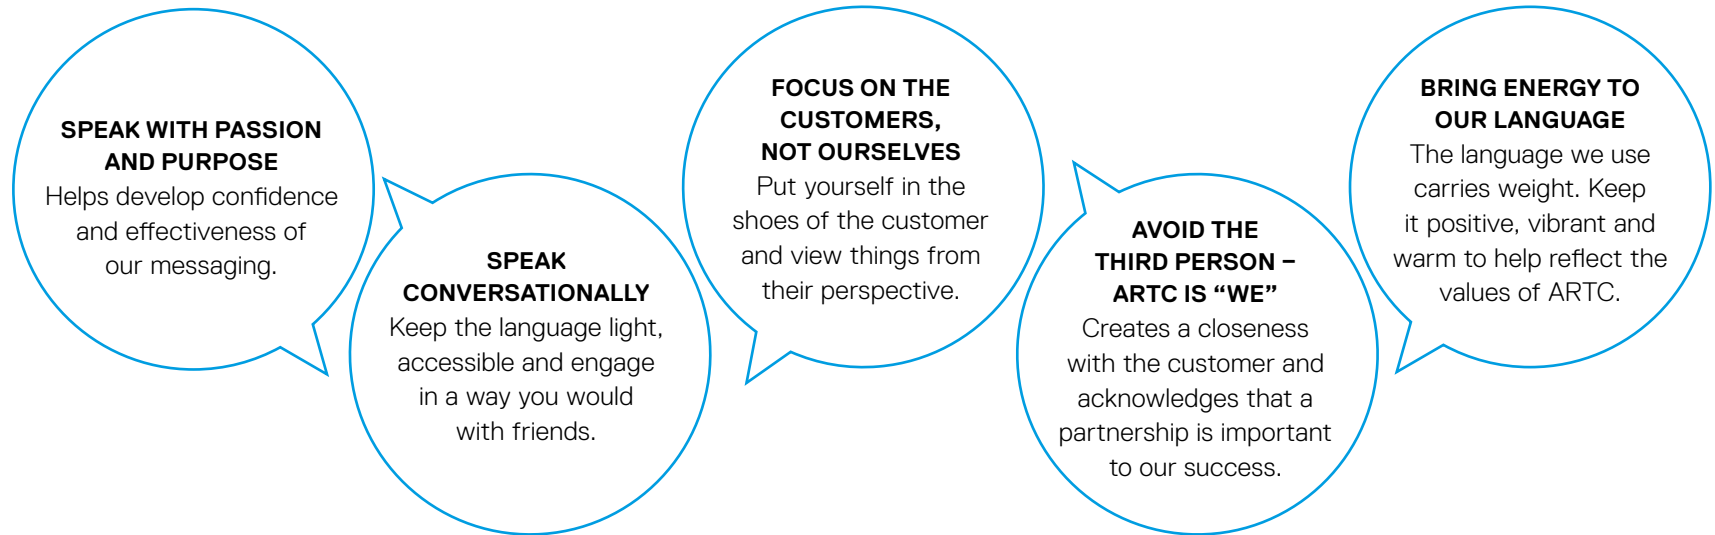 SPEAK WITH PASSION
AND PURPOSE
Helps develop confidence
and effectiveness of
our messaging.
SPEAK
CONVERSATIONALLY
Keep the language light,
accessible and engage
in a way you would
with friends.
FOCUS ON THE
CUSTOMERS,
NOT OURSELVES
Put yourself in the
shoes of the customer
and view things from
their perspective.
AVOID THE
THIRD PERSON –
ARTC IS “WE”
Creates a closeness
with the customer and
acknowledges that a
partnership is important
to our success.
BRING ENERGY TO
OUR LANGUAGE
The language we use
carries weight. Keep
it positive, vibrant and
warm to help reflect the
values of ARTC.